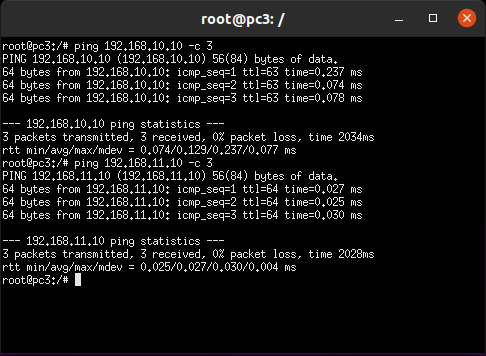 root@pc3: /
root@pc3:/# ping 192.168.10.10 -c 3
PING 192.168.10.10 (192.168.10.10) 56(84) bytes of data.
64 bytes from 192.168.10.10: icmp_seq=1 ttl=63 time=0.237 ms
64 bytes from 192.168.10.10: icmp_seq=2 ttl=63 time=0.074 ms
64 bytes from 192.168.10.10: icmp_seq=3 ttl=63 time=0.078 ms
--- 192.168.10.10 ping statistics ---
3 packets transmitted, 3 received, 0% packet loss, time 2034ms
rtt min/avg/max/mdev = 0.074/0.129/0.237/0.077 ms
root@pc3:/# ping 192.168.11.10 -c 3
PING 192.168.11.10 (192.168.11.10) 56(84) bytes of data.
64 bytes from 192.168.11.10: icmp_seq=1 ttl=64 time=0.027 ms
64 bytes from 192.168.11.10: icmp_seq=2 ttl=64 time=0.025 ms
64 bytes from 192.168.11.10: icmp_seq=3 ttl=64 time=0.030 ms
--- 192.168.11.10 ping statistics ---
3 packets transmitted, 3 received, 0% packet loss, time 2028ms
rtt min/avg/max/mdev = 0.025/0.027/0.030/0.004 ms
root@pc3:/#